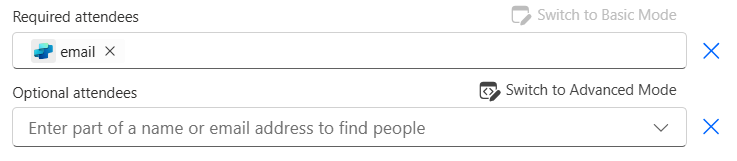 Required attendees
Switch to Basic Mode
email
Optional attendees
Switch to Advanced Mode
Enter part of a name or email address to find people